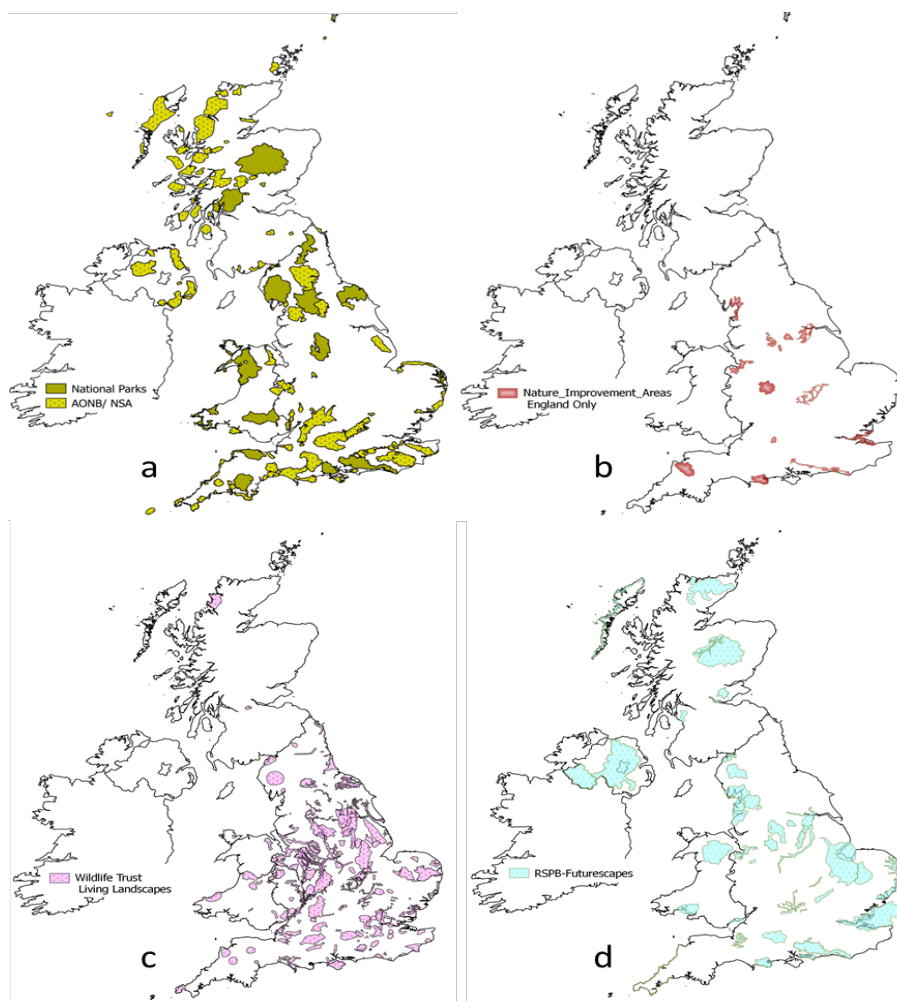 National Parks
AONB/ NSA
a
Nature_Improvement_Areas
England Only
b
Wildlife Trust
Living Landscapes
c
RSPB-Futurescapes
d